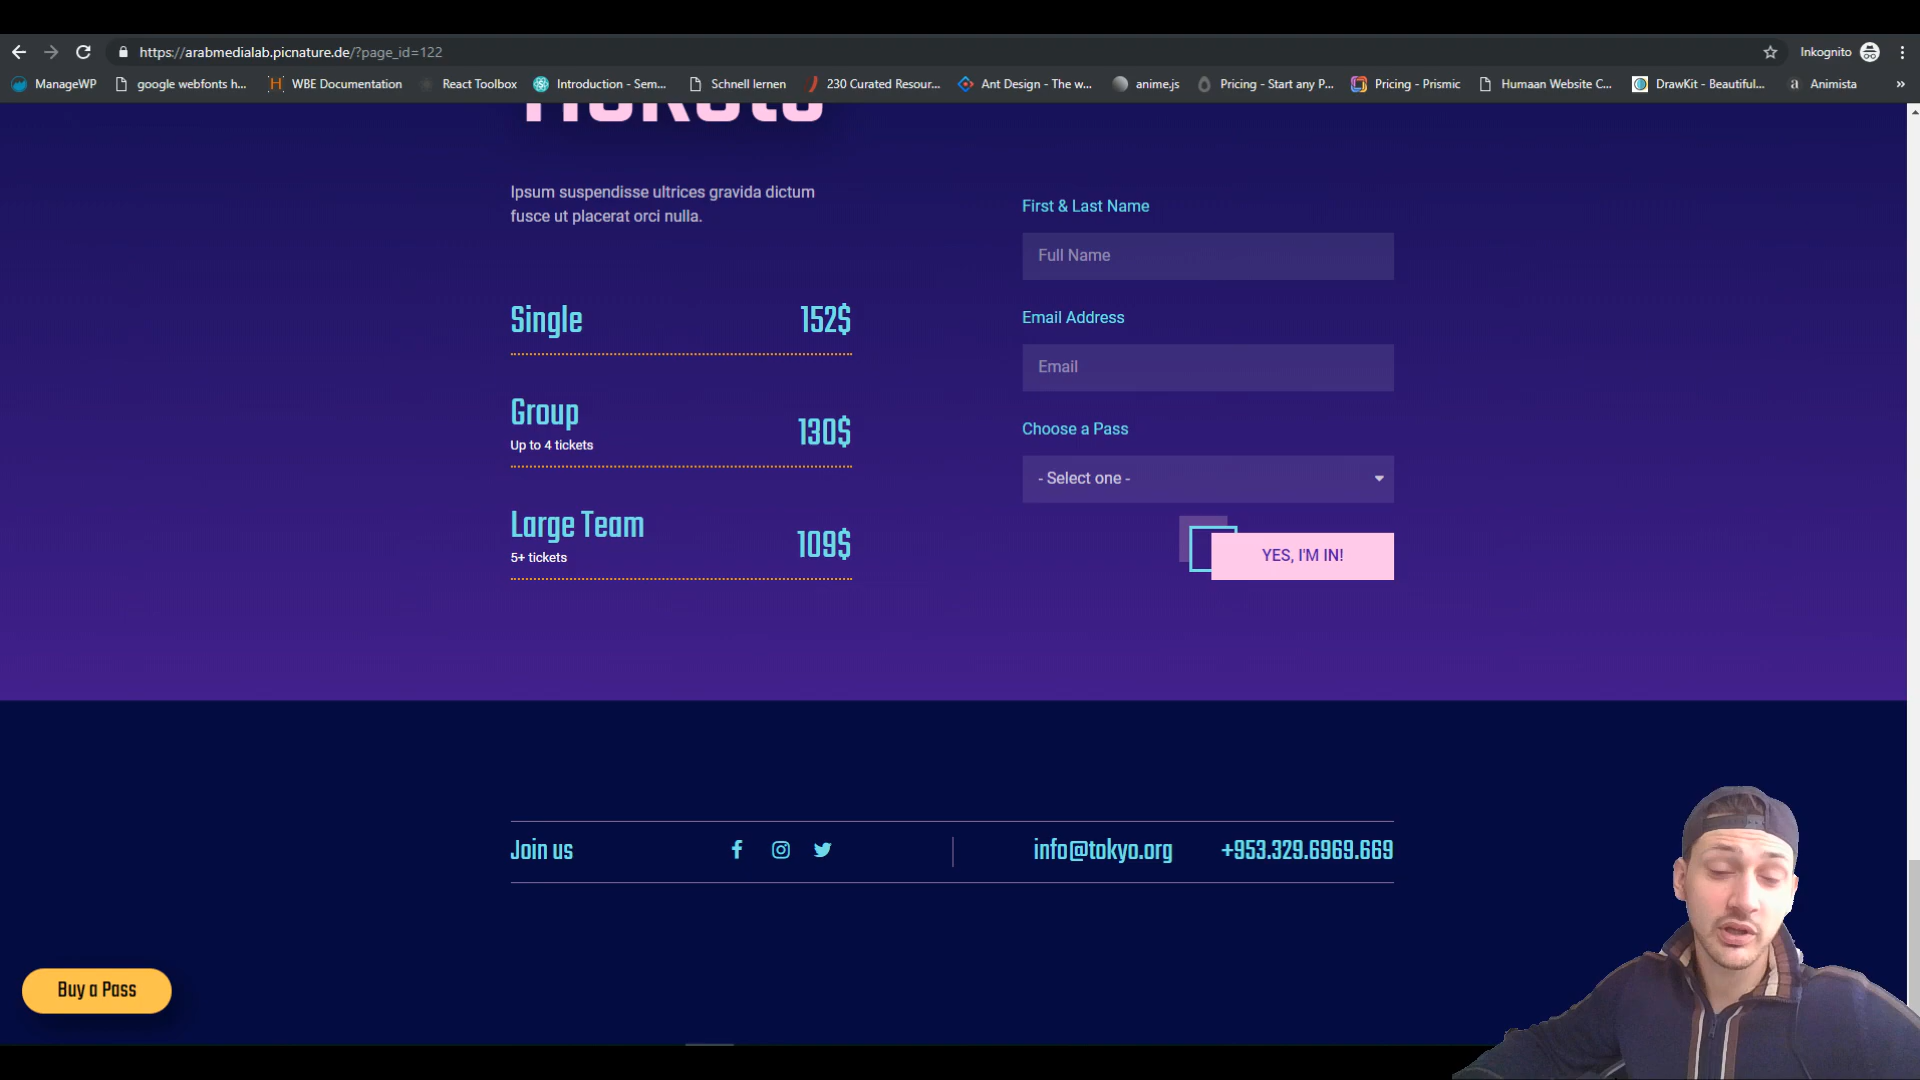 https://arabmedialab.picnature.de/?page_id=122
Inkognito
ManageWP
google webfonts h...
WBE Documentation
React Toolbox
Introduction - Sem...
Schnell lernen
230 Curated Resour...
Ant Design - The w...
anime.js
Pricing - Start any P...
Pricing - Prismic
Humaan Website C...
DrawKit - Beautiful...
Animista
»
Ipsum suspendisse ultrices gravida dictum
fusce ut placerat orci nulla.
Single 152$
Group 130$
Up to 4 tickets
Large Team 109$
5+ tickets
First & Last Name
Full Name
Email Address
Email
Choose a Pass
- Select one -
YES, I'M IN!
Join us
info@tokyo.org
+953.329.6969.669
Buy a Pass